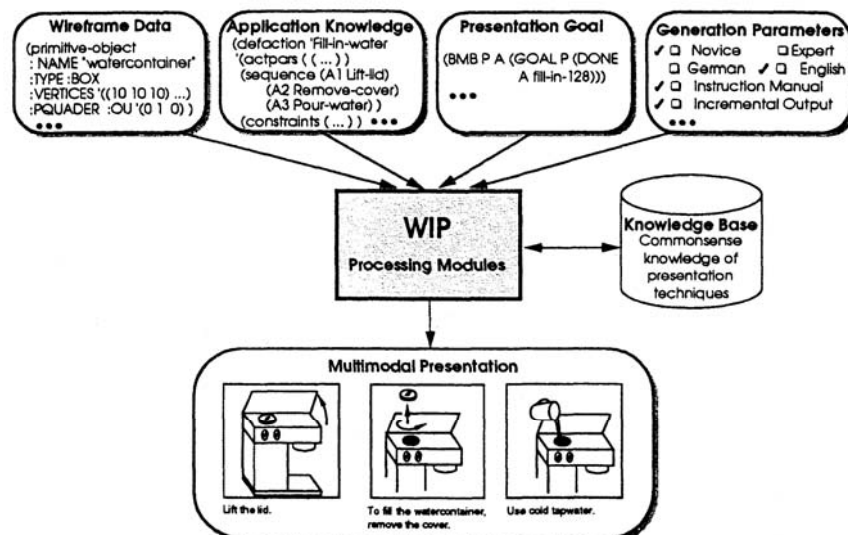 Wireframe Data
(primitive-object
: NAME "watercontainer"
:TYPE :BOX
:VERTICES '((10 10 10) ...)
:PQUADER :OU '(0 1 0) )
•••
Application Knowledge
(defaction 'Fill-in-water
'(actpars ( ( ... ) )
(sequence (A1 Lift-lid)
(A2 Remove-cover)
(A3 Pour-water) )
(constraints ( ... ) ) •••
Presentation Goal
(BMB P A (GOAL P (DONE
A fill-in-128)))
•••
Generation Parameters
✓ ❑ Novice ❑ Expert
❑ German ✓ ❑ English
✓ ❑ Instruction Manual
✓ ❑ Incremental Output
•••
WIP
Processing Modules
Knowledge Base
Commonsense
knowledge of
presentation
techniques
Multimodal Presentation
Lift the lid.
To fill the watercontainer,
remove the cover.
Use cold tapwater.